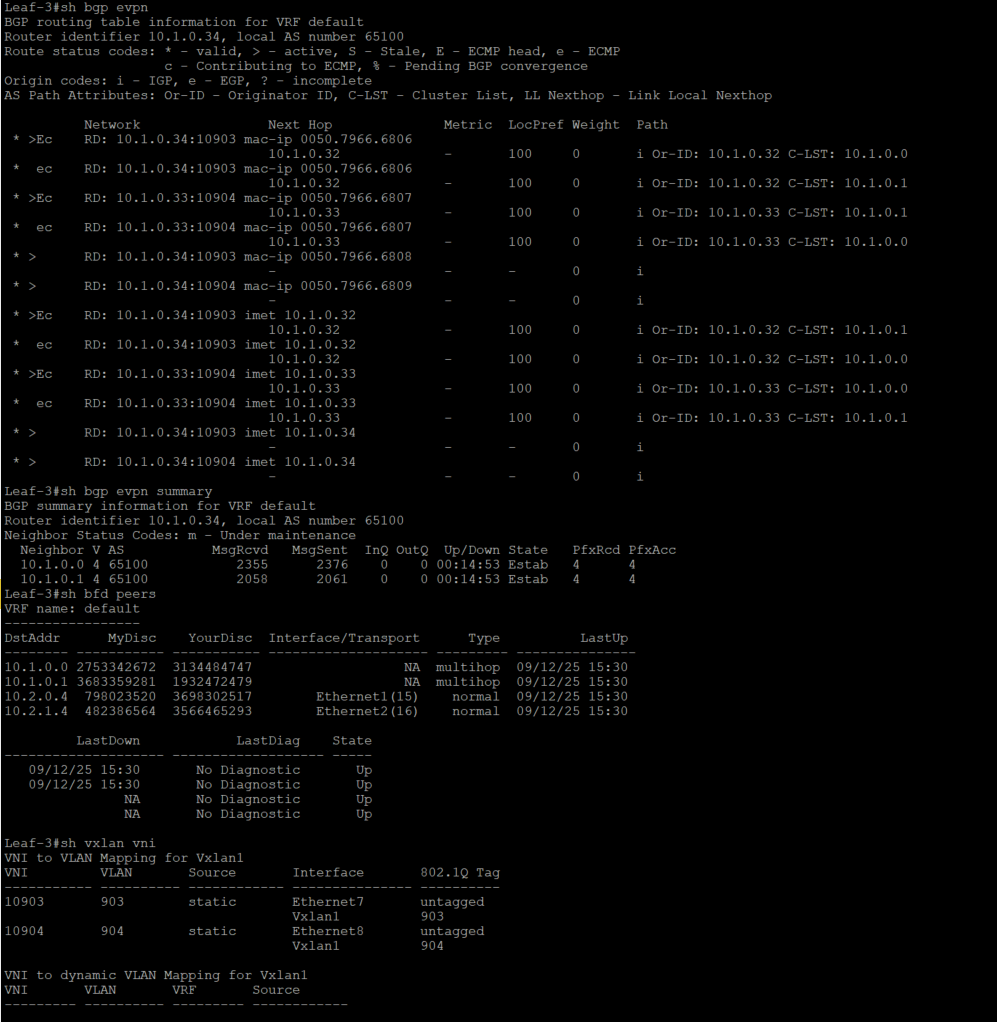 Leaf-3#sh bgp evpn
BGP routing table information for VRF default
Router identifier 10.1.0.34, local AS number 65100
Route status codes: * - valid, > - active, S - Stale, E - ECMP head, e - ECMP
                    c - Contributing to ECMP, % - Pending BGP convergence
Origin codes: i - IGP, e - EGP, ? - incomplete
AS Path Attributes: Or-ID - Originator ID, C-LST - Cluster List, LL Nexthop - Link Local Nexthop

          Network                Next Hop              Metric  LocPref Weight  Path
 * >Ec    RD: 10.1.0.34:10903 mac-ip 0050.7966.6806
                                 10.1.0.32             -       100     0       i Or-ID: 10.1.0.32 C-LST: 10.1.0.0
 *  ec    RD: 10.1.0.34:10903 mac-ip 0050.7966.6806
                                 10.1.0.32             -       100     0       i Or-ID: 10.1.0.32 C-LST: 10.1.0.1
 * >Ec    RD: 10.1.0.33:10904 mac-ip 0050.7966.6807
                                 10.1.0.33             -       100     0       i Or-ID: 10.1.0.33 C-LST: 10.1.0.1
 *  ec    RD: 10.1.0.33:10904 mac-ip 0050.7966.6807
                                 10.1.0.33             -       100     0       i Or-ID: 10.1.0.33 C-LST: 10.1.0.0
 * >      RD: 10.1.0.34:10903 mac-ip 0050.7966.6808
                                 -                     -       -       0       i
 * >      RD: 10.1.0.34:10904 mac-ip 0050.7966.6809
                                 -                     -       -       0       i
 * >Ec    RD: 10.1.0.34:10903 imet 10.1.0.32
                                 10.1.0.32             -       100     0       i Or-ID: 10.1.0.32 C-LST: 10.1.0.1
 *  ec    RD: 10.1.0.34:10903 imet 10.1.0.32
                                 10.1.0.32             -       100     0       i Or-ID: 10.1.0.32 C-LST: 10.1.0.0
 * >Ec    RD: 10.1.0.33:10904 imet 10.1.0.33
                                 10.1.0.33             -       100     0       i Or-ID: 10.1.0.33 C-LST: 10.1.0.0
 *  ec    RD: 10.1.0.33:10904 imet 10.1.0.33
                                 10.1.0.33             -       100     0       i Or-ID: 10.1.0.33 C-LST: 10.1.0.1
 * >      RD: 10.1.0.34:10903 imet 10.1.0.34
                                 -                     -       -       0       i
 * >      RD: 10.1.0.34:10904 imet 10.1.0.34
                                 -                     -       -       0       i
Leaf-3#sh bgp evpn summary
BGP summary information for VRF default
Router identifier 10.1.0.34, local AS number 65100
Neighbor Status Codes: m - Under maintenance
  Neighbor V AS           MsgRcvd   MsgSent  InQ OutQ  Up/Down State   PfxRcd PfxAcc
  10.1.0.0 4 65100           2355      2376    0    0 00:14:53 Estab   4      4
  10.1.0.1 4 65100           2058      2061    0    0 00:14:53 Estab   4      4
Leaf-3#sh bfd peers
VRF name: default
-----------------
DstAddr      MyDisc    YourDisc  Interface/Transport      Type          LastUp
-------- ---------- ----------- -------------------- --------- ---------------
10.1.0.0 2753342672  3134484747                   NA  multihop  09/12/25 15:30
10.1.0.1 3683359281  1932472479                   NA  multihop  09/12/25 15:30
10.2.0.4  798023520  3698302517        Ethernet1(15)    normal  09/12/25 15:30
10.2.1.4  482386564  3566465293        Ethernet2(16)    normal  09/12/25 15:30

         LastDown            LastDiag    State
-------------------- ------------------- -----
   09/12/25 15:30       No Diagnostic       Up
   09/12/25 15:30       No Diagnostic       Up
               NA       No Diagnostic       Up
               NA       No Diagnostic       Up

Leaf-3#sh vxlan vni
VNI to VLAN Mapping for Vxlan1
VNI         VLAN       Source       Interface       802.1Q Tag
----------- ---------- ------------ --------------- ----------
10903       903        static       Ethernet7       untagged
                                    Vxlan1          903
10904       904        static       Ethernet8       untagged
                                    Vxlan1          904

VNI to dynamic VLAN Mapping for Vxlan1
VNI       VLAN       VRF       Source
--------- ---------- --------- ------------